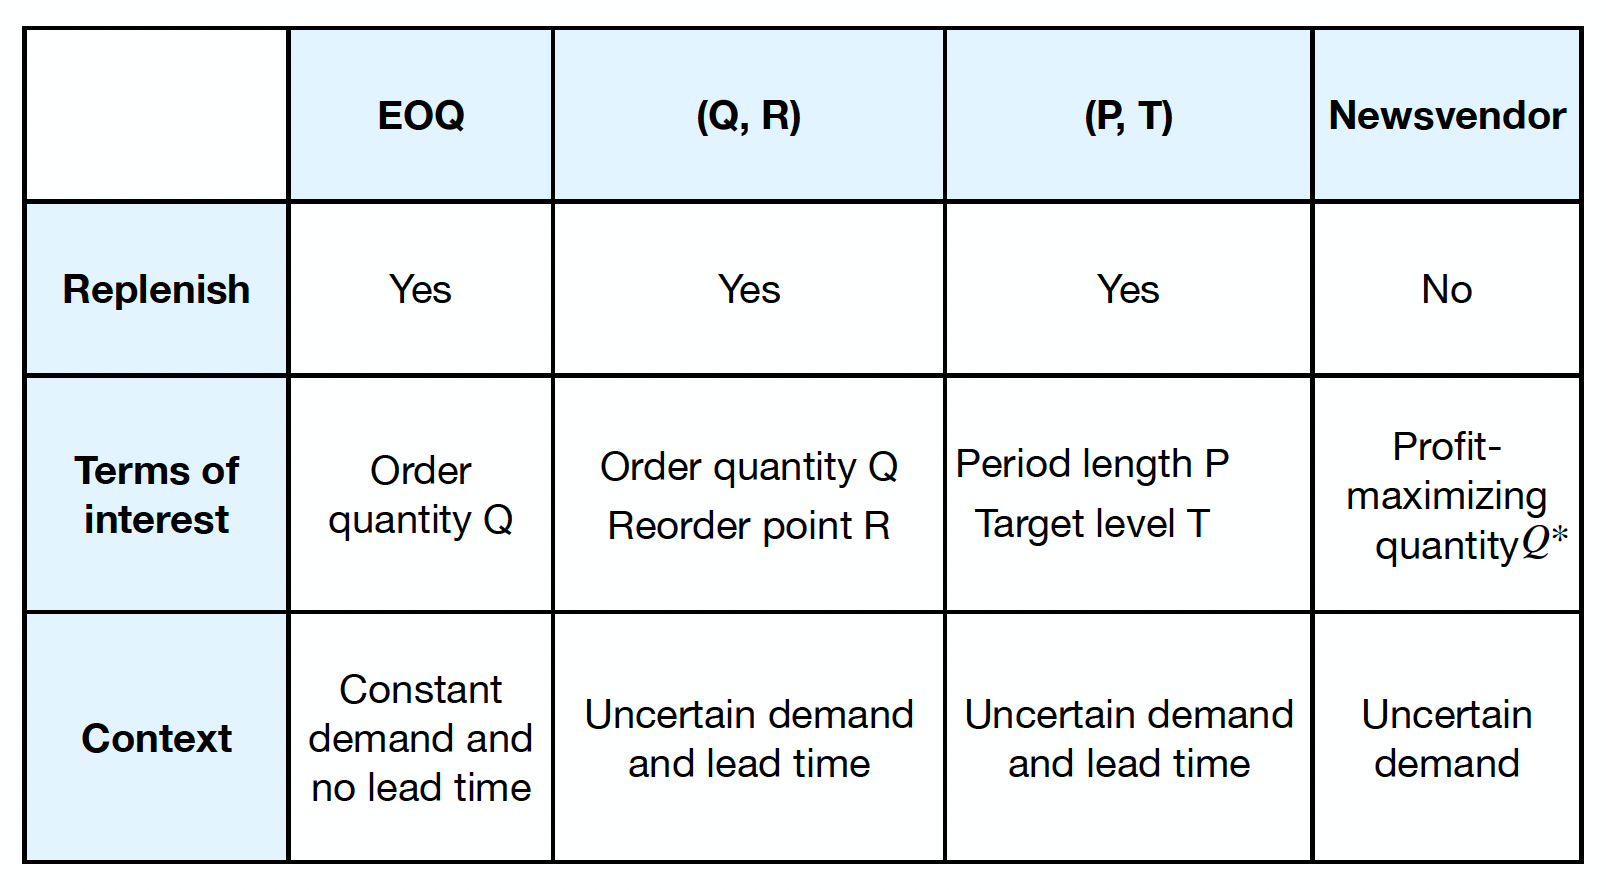 EOQ
(Q, R)
(P, T)
Newsvendor
Replenish
Yes
Yes
Yes
No
Terms of
interest
Order
quantity Q
Order quantity Q
Reorder point R
Period length P
Target level T
Profit-
maximizing
quantity Q*
Context
Constant
demand and
no lead time
Uncertain demand
and lead time
Uncertain demand
and lead time
Uncertain
demand